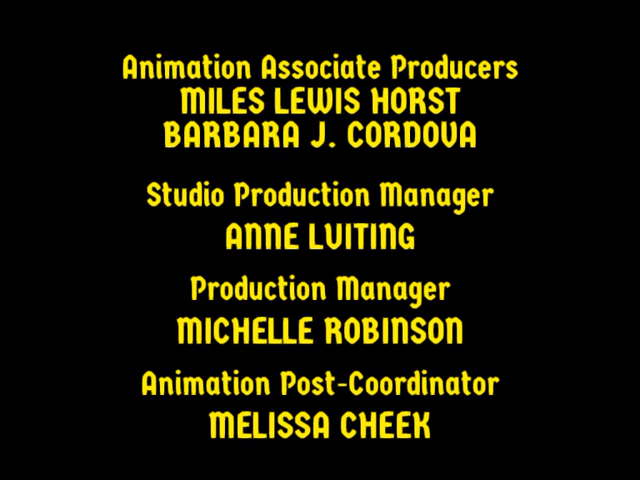 Animation Associate Producers
MILES LEWIS HORST
BARBARA J. CORDOVA
Studio Production Manager
ANNE LUITING
Production Manager
MICHELLE ROBINSON
Animation Post-Coordinator
MELISSA CHEEK